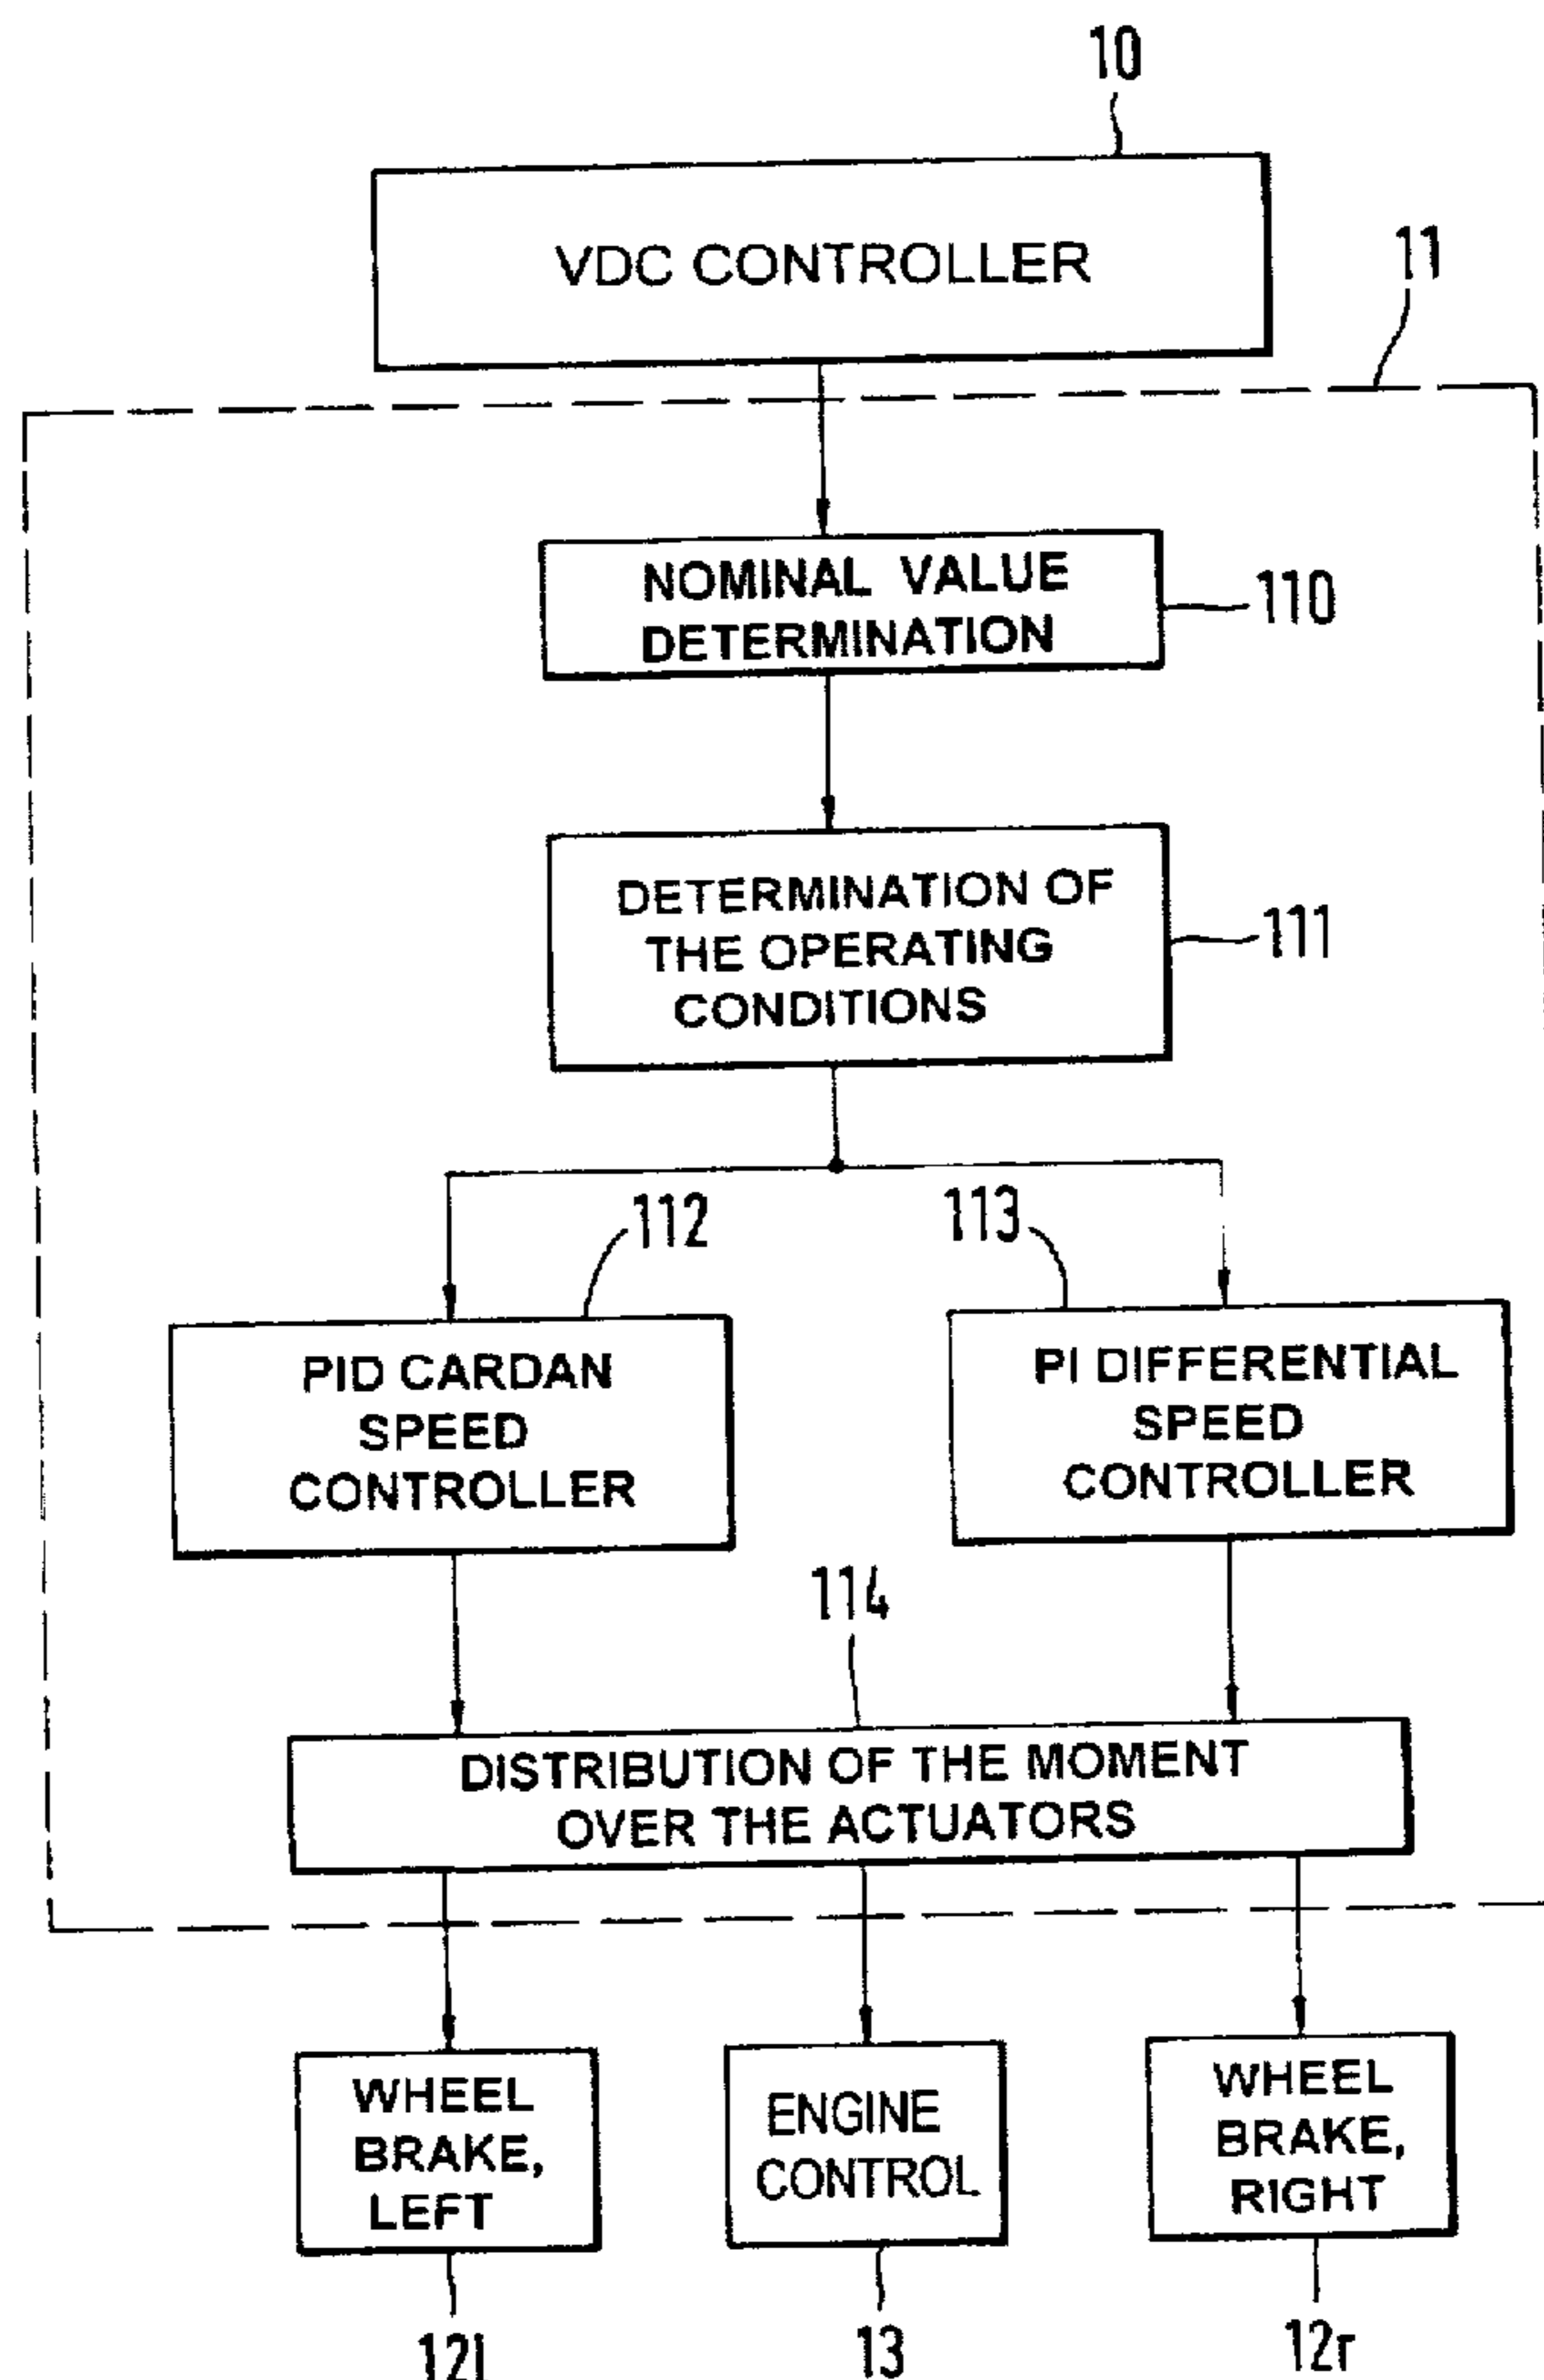 10
VDC CONTROLLER
11
NOMINAL VALUE
DETERMINATION
110
DETERMINATION OF
THE OPERATING
CONDITIONS
111
112
113
PID CARDAN
SPEED
CONTROLLER
PI DIFFERENTIAL
SPEED
CONTROLLER
114
DISTRIBUTION OF THE MOMENT
OVER THE ACTUATORS
WHEEL
BRAKE,
LEFT
ENGINE
CONTROL
WHEEL
BRAKE,
RIGHT
12l
13
12r